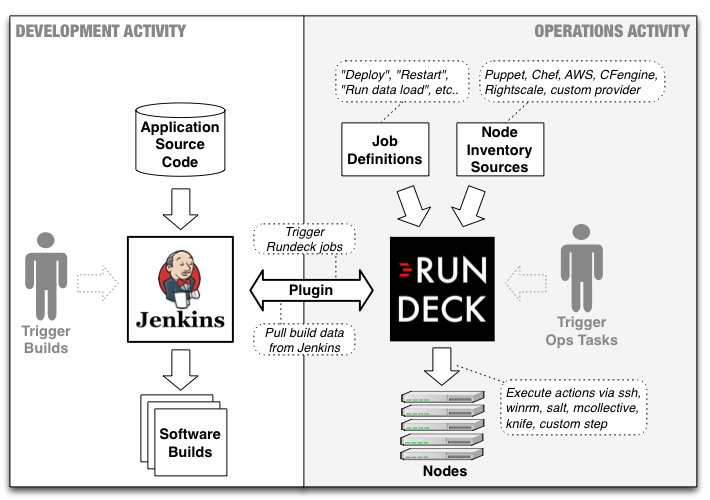 DEVELOPMENT ACTIVITY
OPERATIONS ACTIVITY
"Deploy", "Restart",
"Run data load", etc..
Puppet, Chef, AWS, CFengine,
Rightscale, custom provider
Application
Source
Code
Job
Definitions
Node
Inventory
Sources
Trigger
Rundeck jobs
Jenkins
Plugin
RUN
DECK
Trigger
Builds
Pull build data
from Jenkins
Trigger
Ops Tasks
Software
Builds
Execute actions via ssh,
winrm, salt, mcollective,
knife, custom step
Nodes